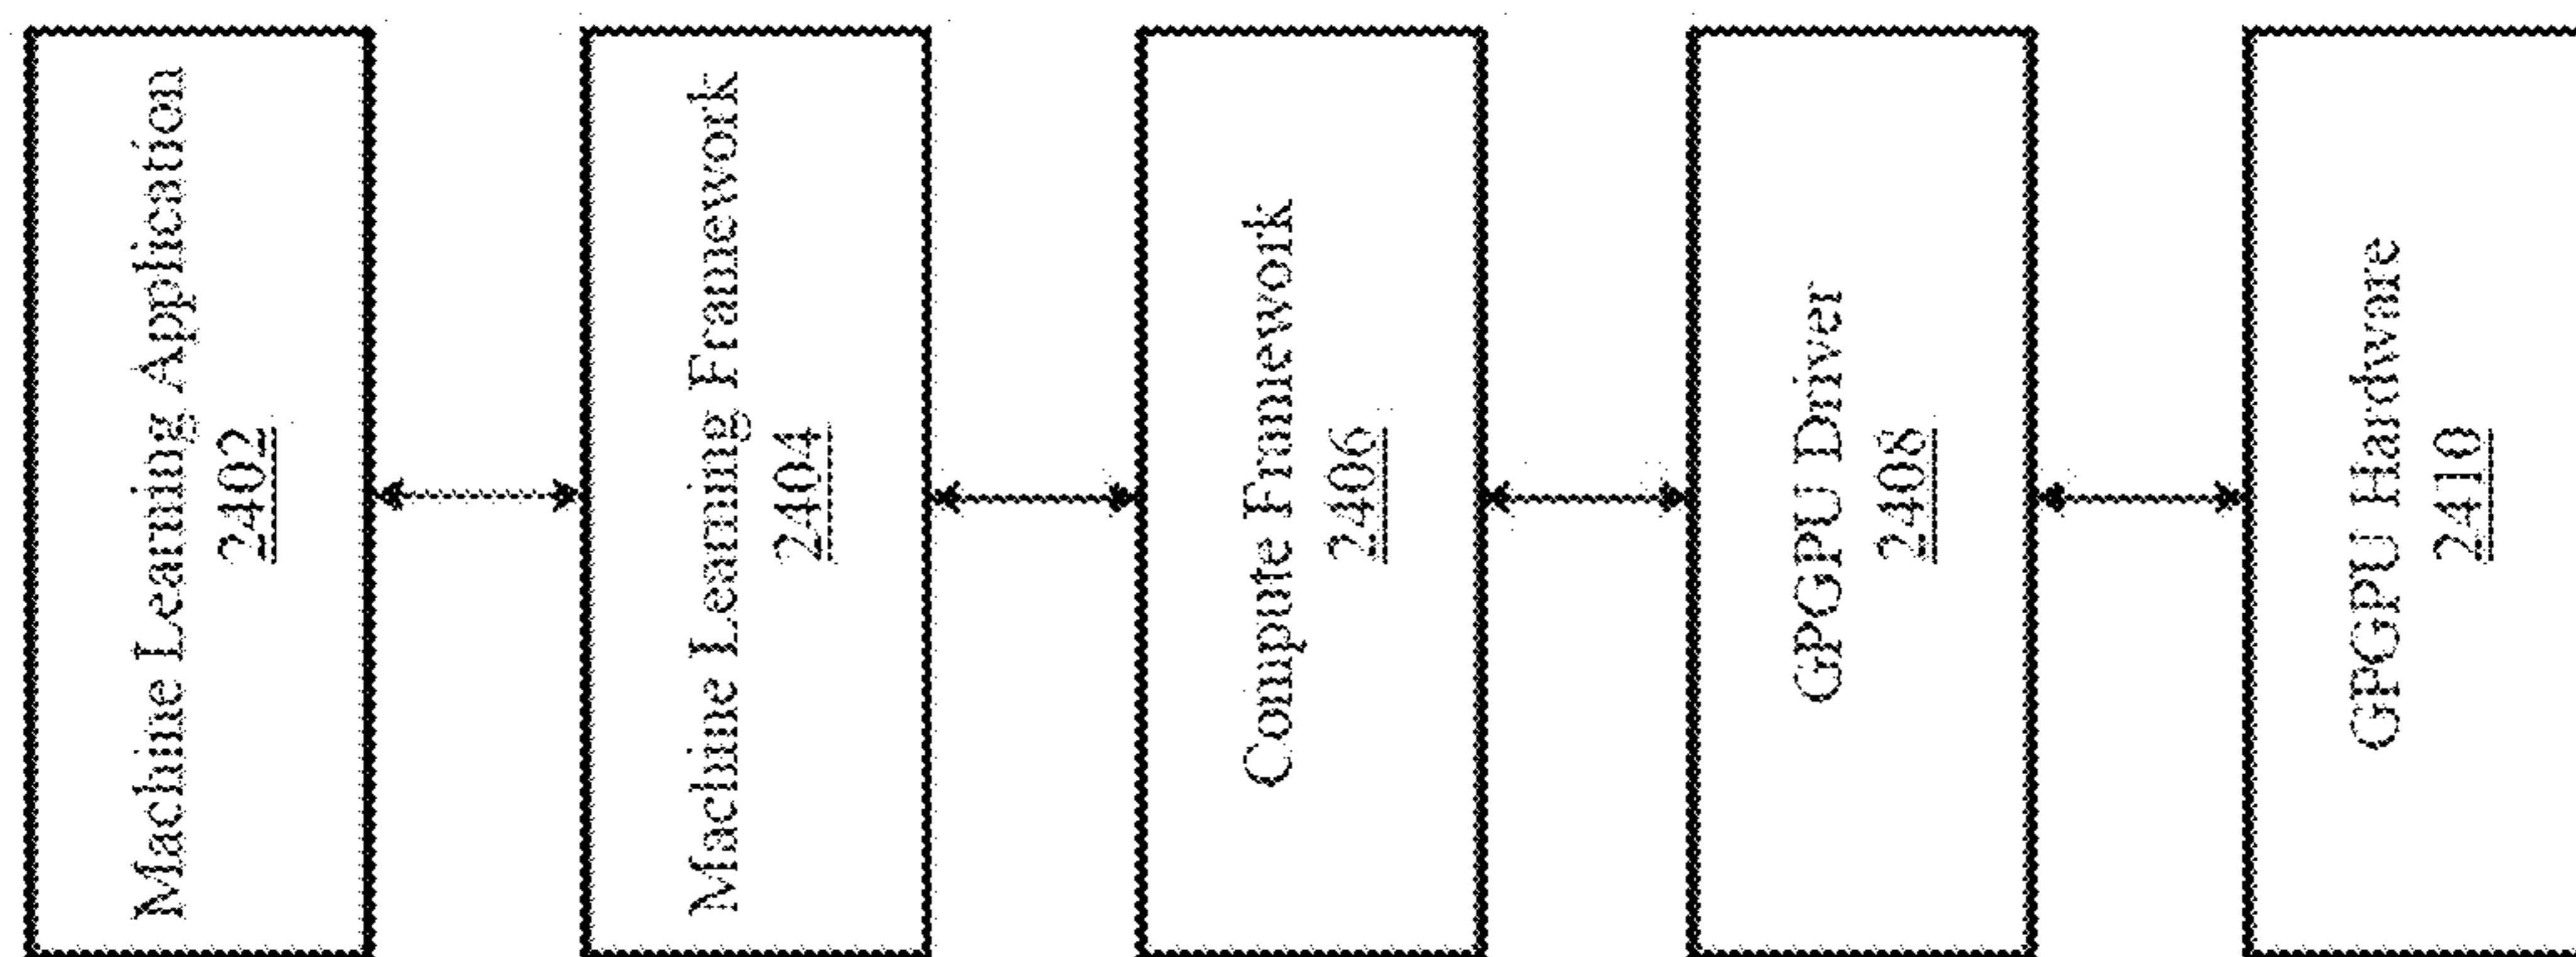 Machine Learning Application
2402
Machine Learning Framework
2404
Compute Framework
2406
GPGPU Driver
2408
GPGPU Hardware
2410